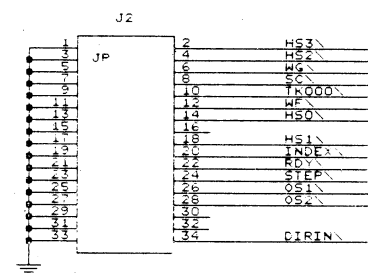 J2
1 2 HS3\
3 JP 4 HS2\
5 6 WG\
7 8 SC\
9 10 TK000\
11 12 WF\
13 14 HS0\
15 16
17 18 HS1\
19 20 INDEX\
21 22 RDY\
23 24 STEP\
25 26 OS1\
27 28 OS2\
29 30
31 32
33 34 DIRIN\